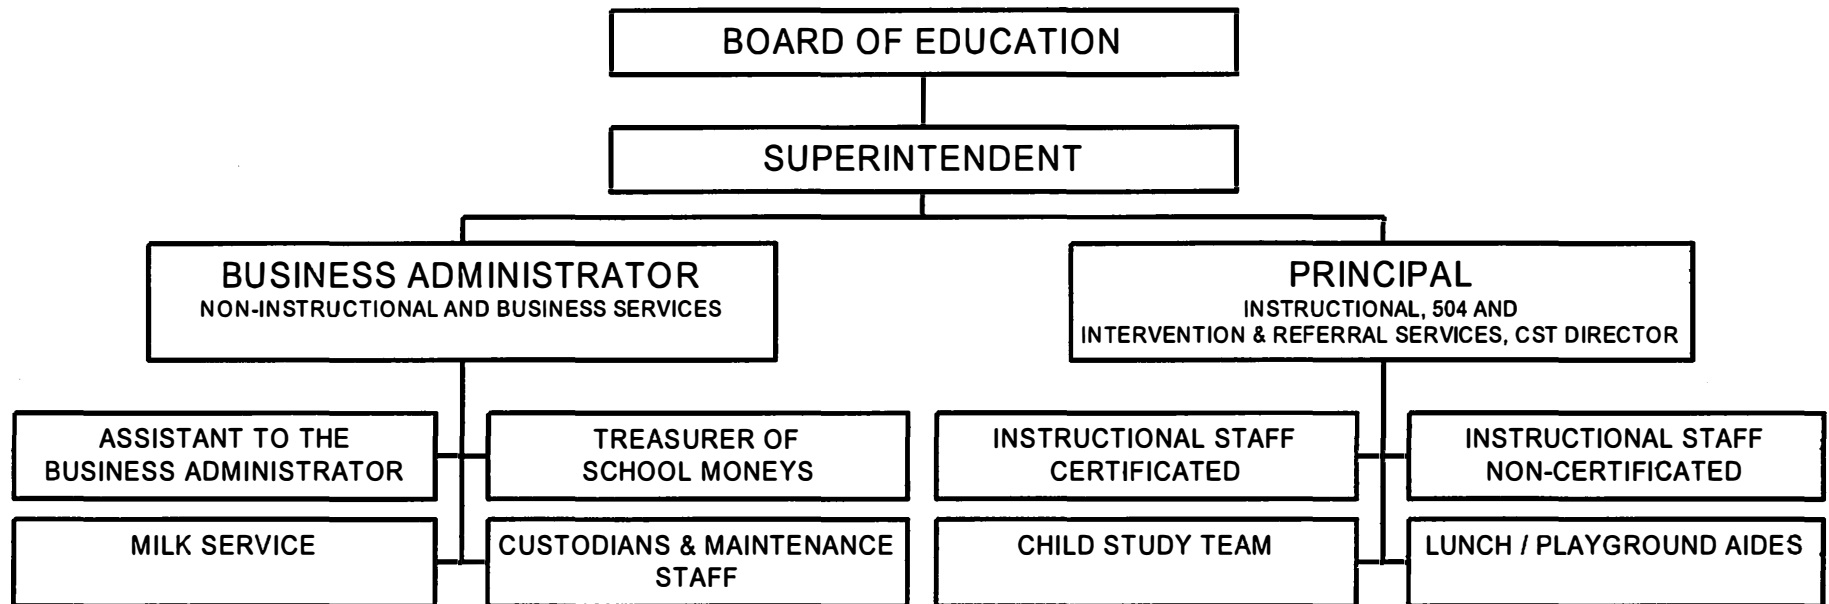 BOARD OF EDUCATION
SUPERINTENDENT
BUSINESS ADMINISTRATOR
NON-INSTRUCTIONAL AND BUSINESS SERVICES
PRINCIPAL
INSTRUCTIONAL, 504 AND
INTERVENTION & REFERRAL SERVICES, CST DIRECTOR
ASSISTANT TO THE
BUSINESS ADMINISTRATOR
TREASURER OF
SCHOOL MONEYS
INSTRUCTIONAL STAFF
CERTIFICATED
INSTRUCTIONAL STAFF
NON-CERTIFICATED
MILK SERVICE
CUSTODIANS & MAINTENANCE
STAFF
CHILD STUDY TEAM
LUNCH / PLAYGROUND AIDES